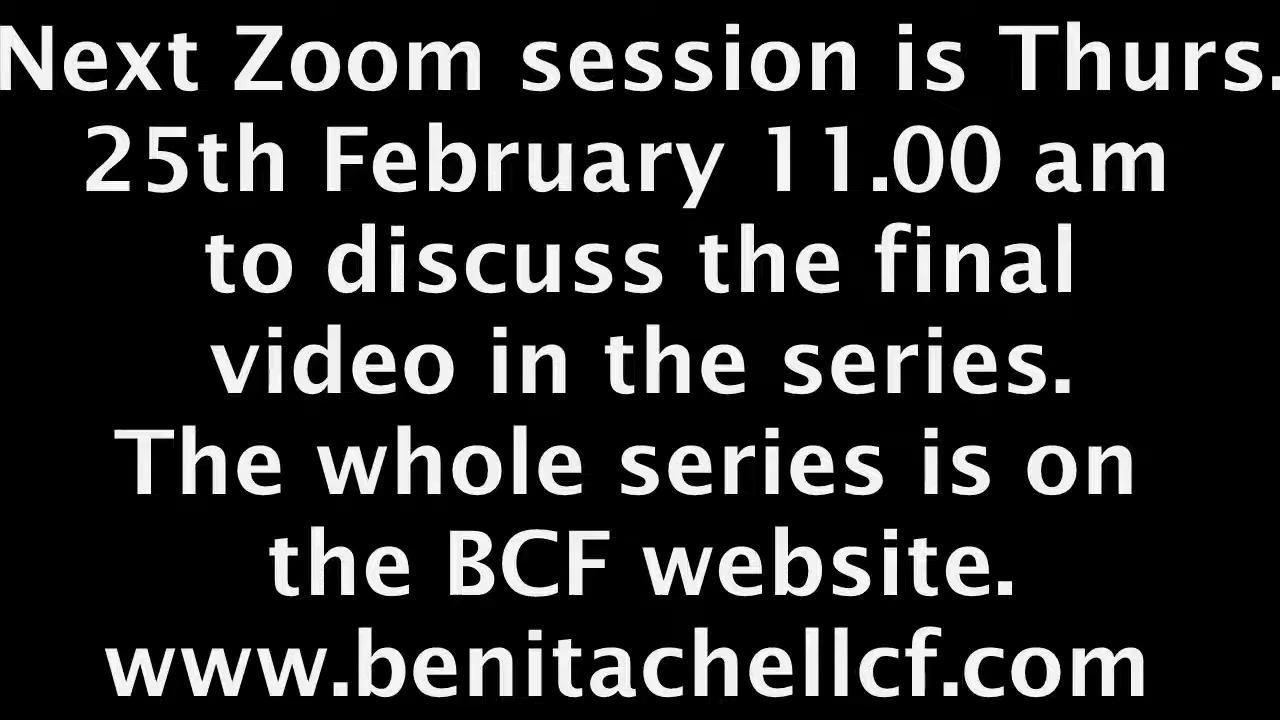 Next Zoom session is Thurs.
25th February 11.00 am
to discuss the final
video in the series.
The whole series is on
the BCF website.
www.benitachellcf.com